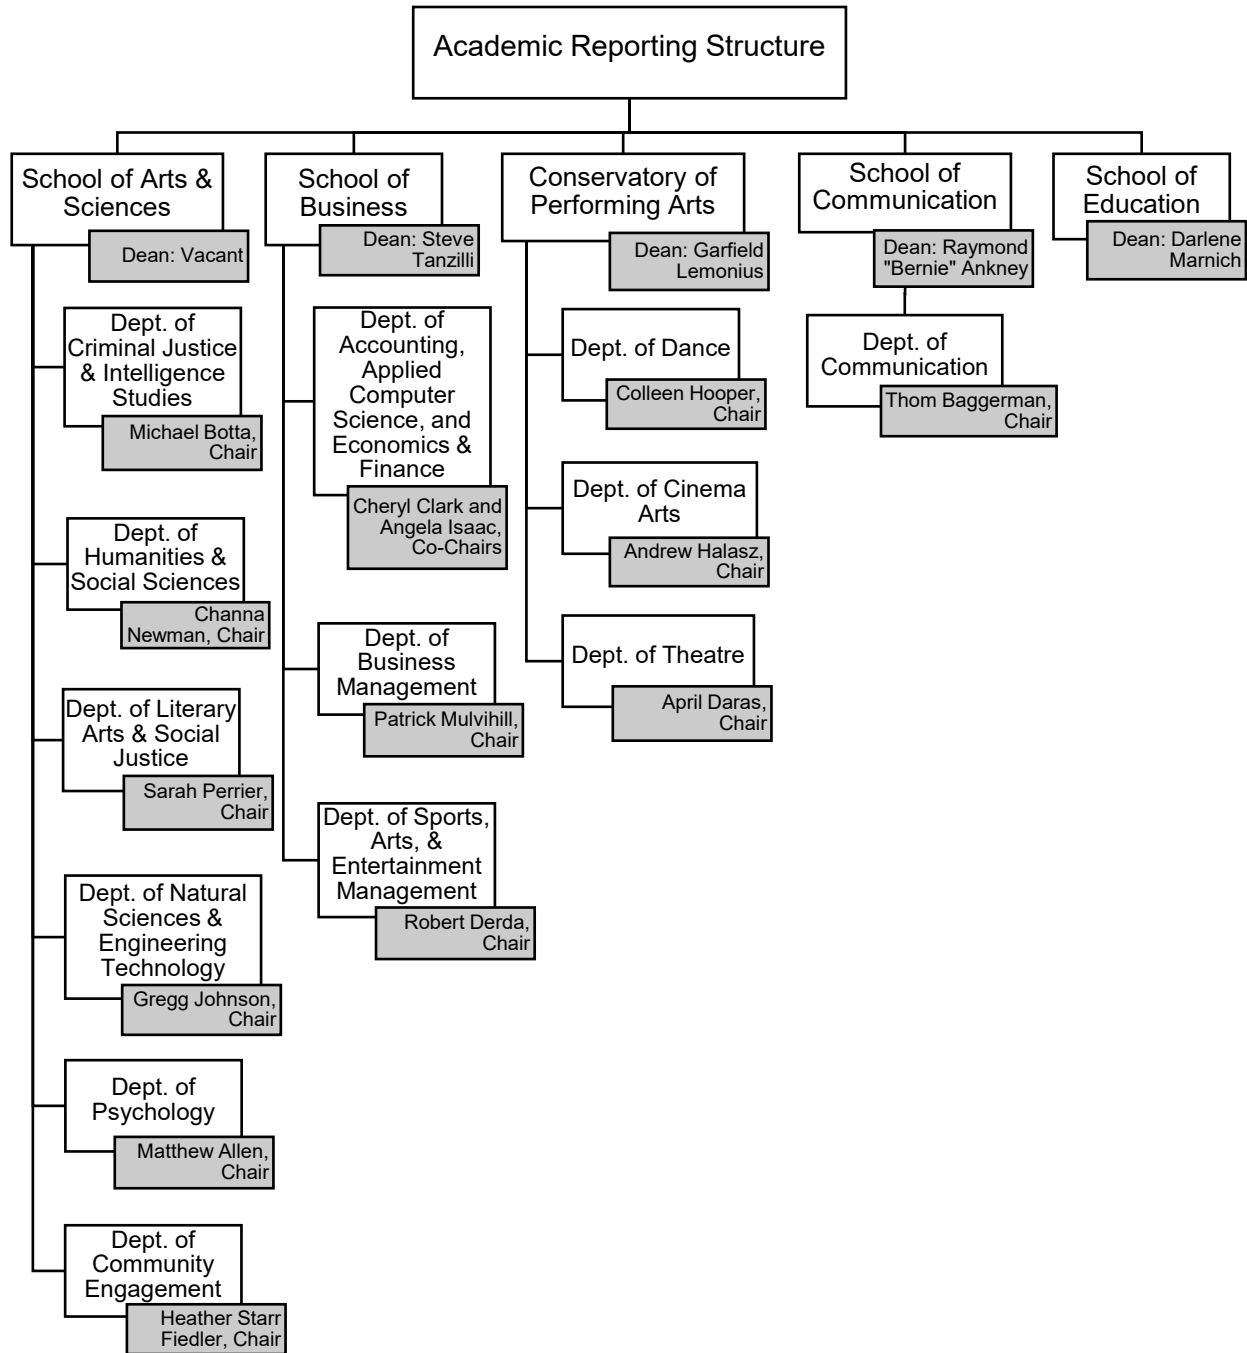 Academic Reporting Structure
School of Arts &
Sciences
Dean: Vacant
Dept. of
Criminal Justice
& Intelligence
Studies
Michael Botta,
Chair
Dept. of
Humanities &
Social Sciences
Channa
Newman, Chair
Dept. of Literary
Arts & Social
Justice
Sarah Perrier,
Chair
Dept. of Natural
Sciences &
Engineering
Technology
Gregg Johnson,
Chair
Dept. of
Psychology
Matthew Allen,
Chair
Dept. of
Community
Engagement
Heather Starr
Fiedler, Chair
School of
Business
Dean: Steve
Tanzilli
Dept. of
Accounting,
Applied
Computer
Science, and
Economics &
Finance
Cheryl Clark and
Angela Isaac,
Co-Chairs
Dept. of
Business
Management
Patrick Mulvihill,
Chair
Dept. of Sports,
Arts, &
Entertainment
Management
Robert Derda,
Chair
Conservatory of
Performing Arts
Dean: Garfield
Lemonius
Dept. of Dance
Colleen Hooper,
Chair
Dept. of Cinema
Arts
Andrew Halasz,
Chair
Dept. of Theatre
April Daras,
Chair
School of
Communication
Dean: Raymond
"Bernie" Ankney
Dept. of
Communication
Thom Baggerman,
Chair
School of
Education
Dean: Darlene
Marnich